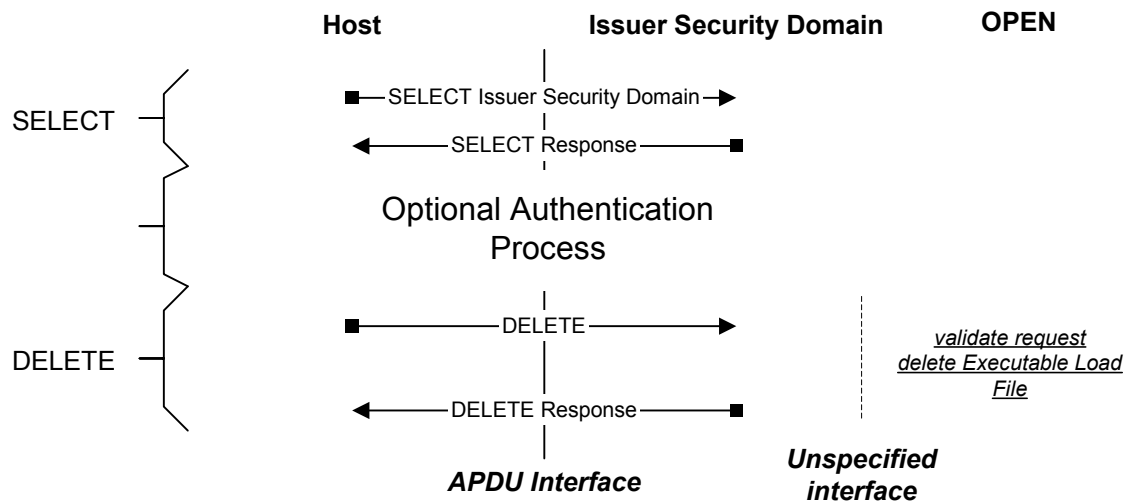 Host
Issuer Security Domain
OPEN
SELECT
SELECT Issuer Security Domain
SELECT Response
Optional Authentication
Process
DELETE
DELETE
validate request
delete Executable Load
File
DELETE Response
APDU Interface
Unspecified
interface